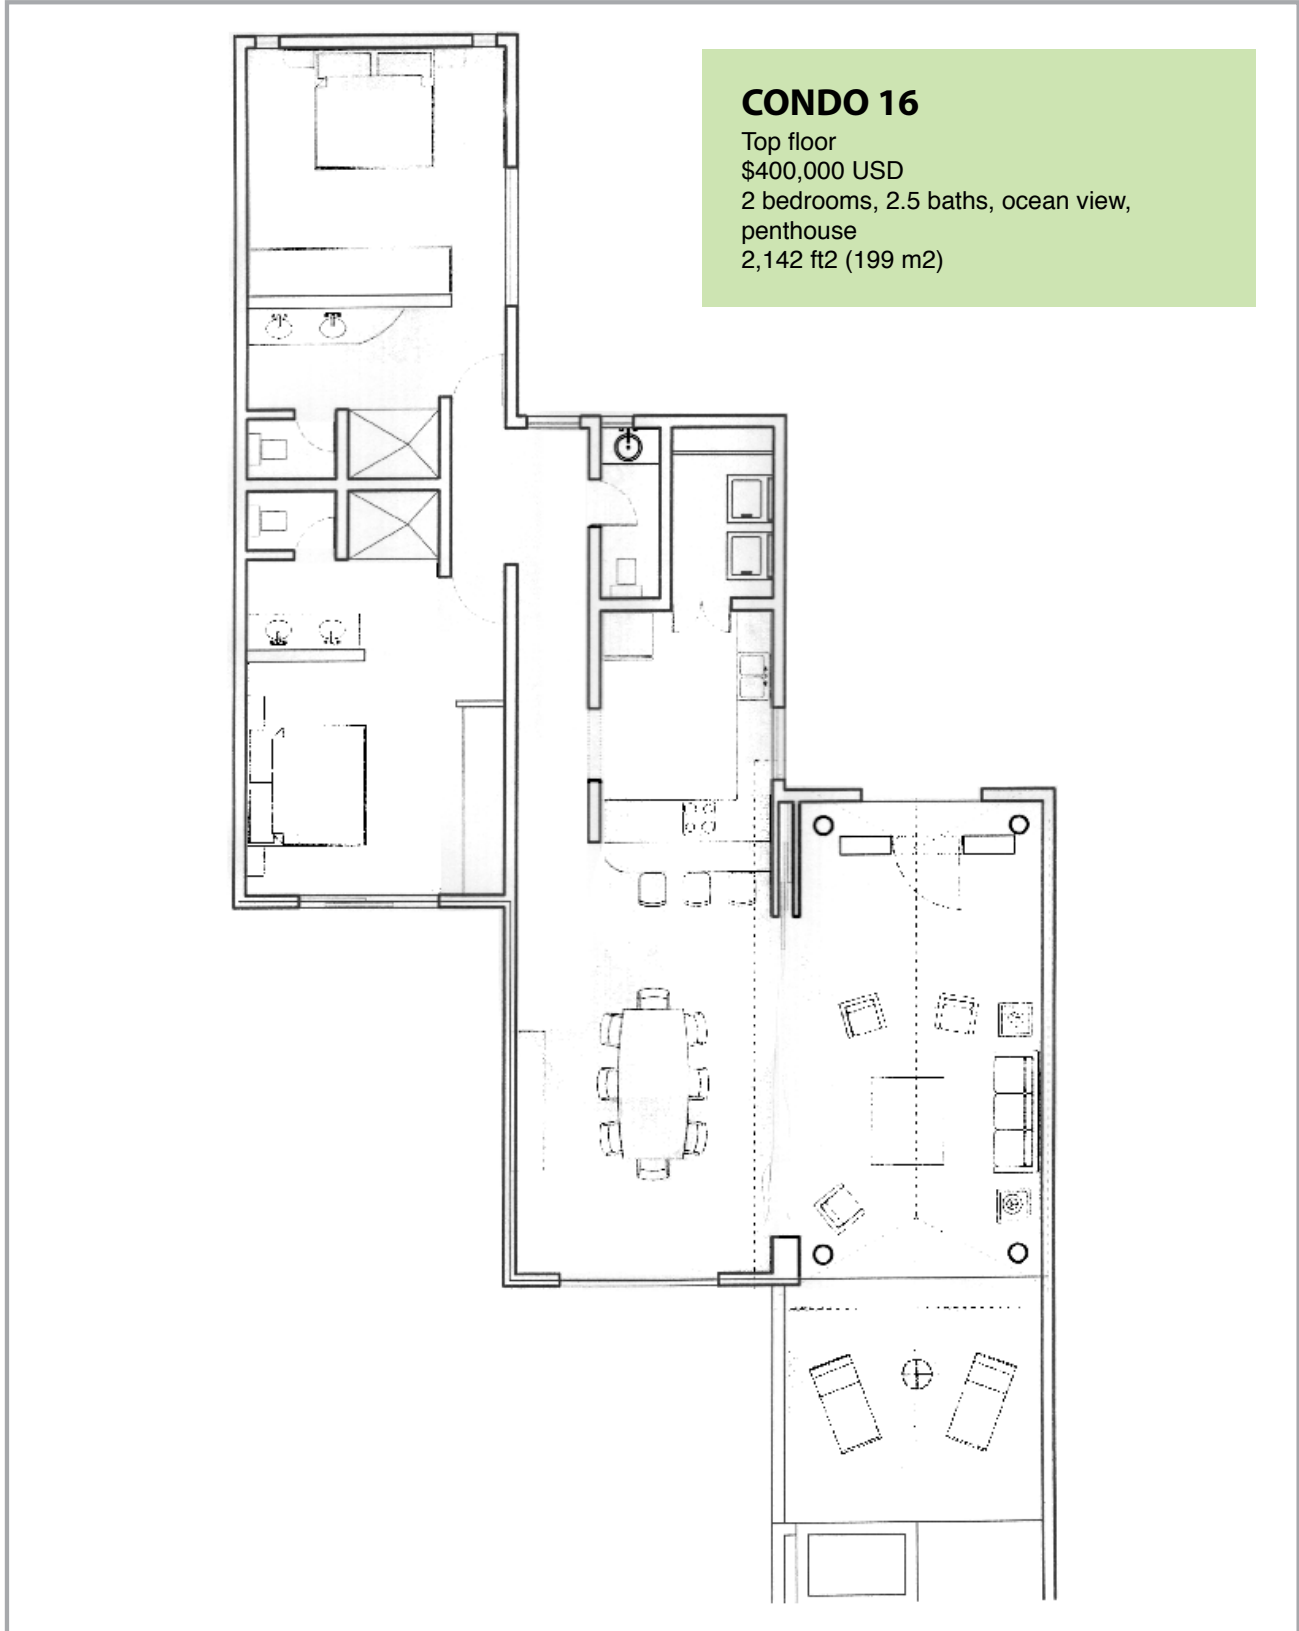 CONDO 16
Top floor
$400,000 USD
2 bedrooms, 2.5 baths, ocean view,
penthouse
2,142 ft2 (199 m2)